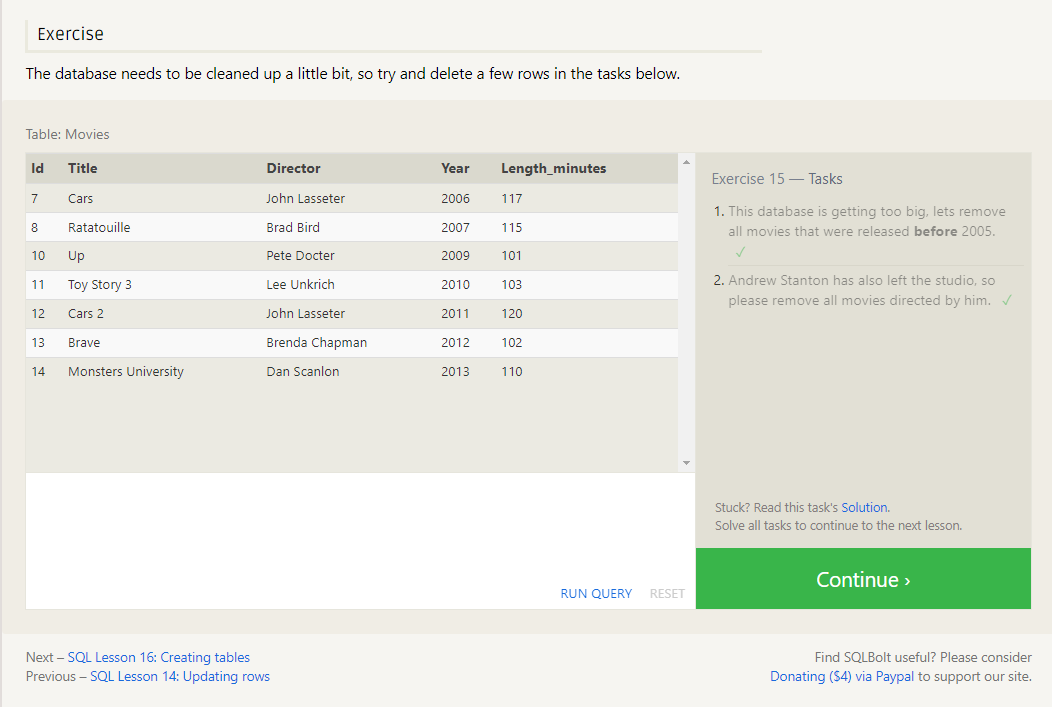 Exercise
The database needs to be cleaned up a little bit, so try and delete a few rows in the tasks below.
Table: Movies
Id Title Director Year Length_minutes
7 Cars John Lasseter 2006 117
8 Ratatouille Brad Bird 2007 115
10 Up Pete Docter 2009 101
11 Toy Story 3 Lee Unkrich 2010 103
12 Cars 2 John Lasseter 2011 120
13 Brave Brenda Chapman 2012 102
14 Monsters University Dan Scanlon 2013 110
RUN QUERY RESET
Exercise 15 — Tasks
1. This database is getting too big, lets remove
all movies that were released before 2005.
✓
2. Andrew Stanton has also left the studio, so
please remove all movies directed by him. ✓
Stuck? Read this task's Solution.
Solve all tasks to continue to the next lesson.
Continue ›
Next – SQL Lesson 16: Creating tables
Previous – SQL Lesson 14: Updating rows
Find SQLBolt useful? Please consider
Donating ($4) via Paypal to support our site.